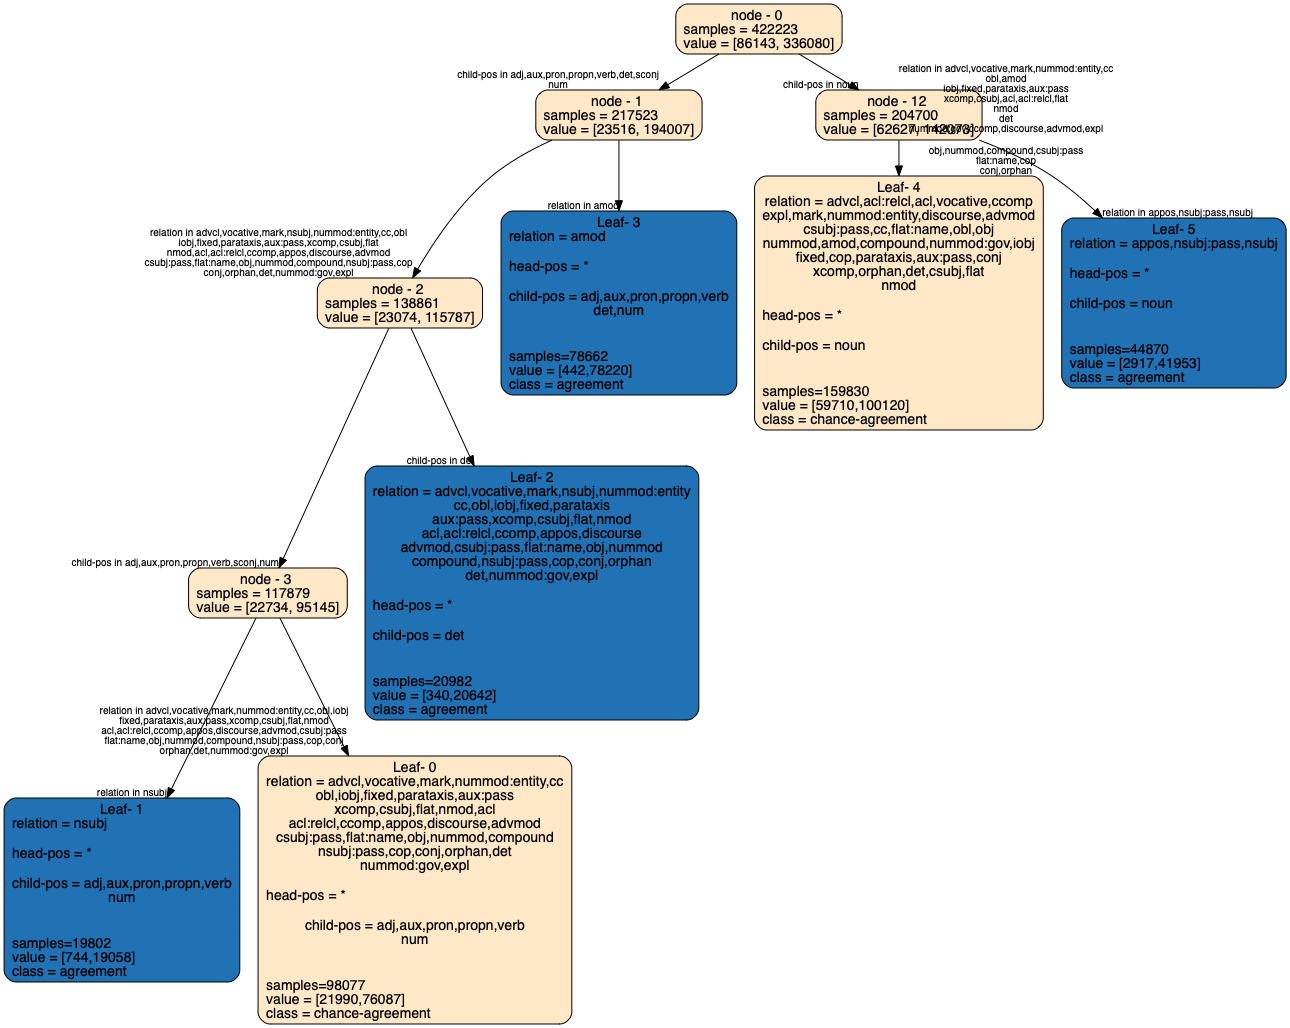 node - 0
samples = 422223
value = [86143, 336080]
child-pos in adj,aux,pron,propn,verb,det,sconj
num
child-pos in noun
relation in advcl,vocative,mark,nummod:entity,cc
obl,amod
iobj,fixed,parataxis,aux:pass
xcomp,csubj,acl,acl:relcl,flat
nmod
det
obj,nummod,compound,csubj:pass
flat:name,cop
conj,orphan
node - 1
samples = 217523
value = [23516, 194007]
node - 12
samples = 204700
value = [62627, 142073]
relation in advcl,vocative,mark,nsubj,nummod:entity,cc,obl
iobj,fixed,parataxis,aux:pass,xcomp,csubj,flat
nmod,acl,acl:relcl,ccomp,appos,discourse,advmod
csubj:pass,flat:name,obj,nummod,compound,nsubj:pass,cop
conj,orphan,det,nummod:gov,expl
relation in amod
relation in appos,nsubj:pass,nsubj
Leaf- 3
relation = amod
head-pos = *
child-pos = adj,aux,pron,propn,verb
det,num
samples=78662
value = [442,78220]
class = agreement
Leaf- 4
relation = advcl,acl:relcl,acl,vocative,ccomp
expl,mark,nummod:entity,discourse,advmod
csubj:pass,cc,flat:name,obl,obj
nummod,amod,compound,nummod:gov,iobj
fixed,cop,parataxis,aux:pass,conj
xcomp,orphan,det,csubj,flat
nmod
head-pos = *
child-pos = noun
samples=159830
value = [59710,100120]
class = chance-agreement
Leaf- 5
relation = appos,nsubj:pass,nsubj
head-pos = *
child-pos = noun
samples=44870
value = [2917,41953]
class = agreement
node - 2
samples = 138861
value = [23074, 115787]
child-pos in det
Leaf- 2
relation = advcl,vocative,mark,nsubj,nummod:entity
cc,obl,iobj,fixed,parataxis
aux:pass,xcomp,csubj,flat,nmod
acl,acl:relcl,ccomp,appos,discourse
advmod,csubj:pass,flat:name,obj,nummod
compound,nsubj:pass,cop,conj,orphan
det,nummod:gov,expl
head-pos = *
child-pos = det
samples=20982
value = [340,20642]
class = agreement
child-pos in adj,aux,pron,propn,verb,sconj,num
node - 3
samples = 117879
value = [22734, 95145]
relation in advcl,vocative,mark,nummod:entity,cc,obl,iobj
fixed,parataxis,aux:pass,xcomp,csubj,flat,nmod
acl,acl:relcl,ccomp,appos,discourse,advmod,csubj:pass
flat:name,obj,nummod,compound,nsubj:pass,cop,conj
orphan,det,nummod:gov,expl
relation in nsubj
Leaf- 1
relation = nsubj
head-pos = *
child-pos = adj,aux,pron,propn,verb
num
samples=19802
value = [744,19058]
class = agreement
Leaf- 0
relation = advcl,vocative,mark,nummod:entity,cc
obl,iobj,fixed,parataxis,aux:pass
xcomp,csubj,flat,nmod,acl
acl:relcl,ccomp,appos,discourse,advmod
csubj:pass,flat:name,obj,nummod,compound
nsubj:pass,cop,conj,orphan,det
nummod:gov,expl
head-pos = *
child-pos = adj,aux,pron,propn,verb
num
samples=98077
value = [21990,76087]
class = chance-agreement